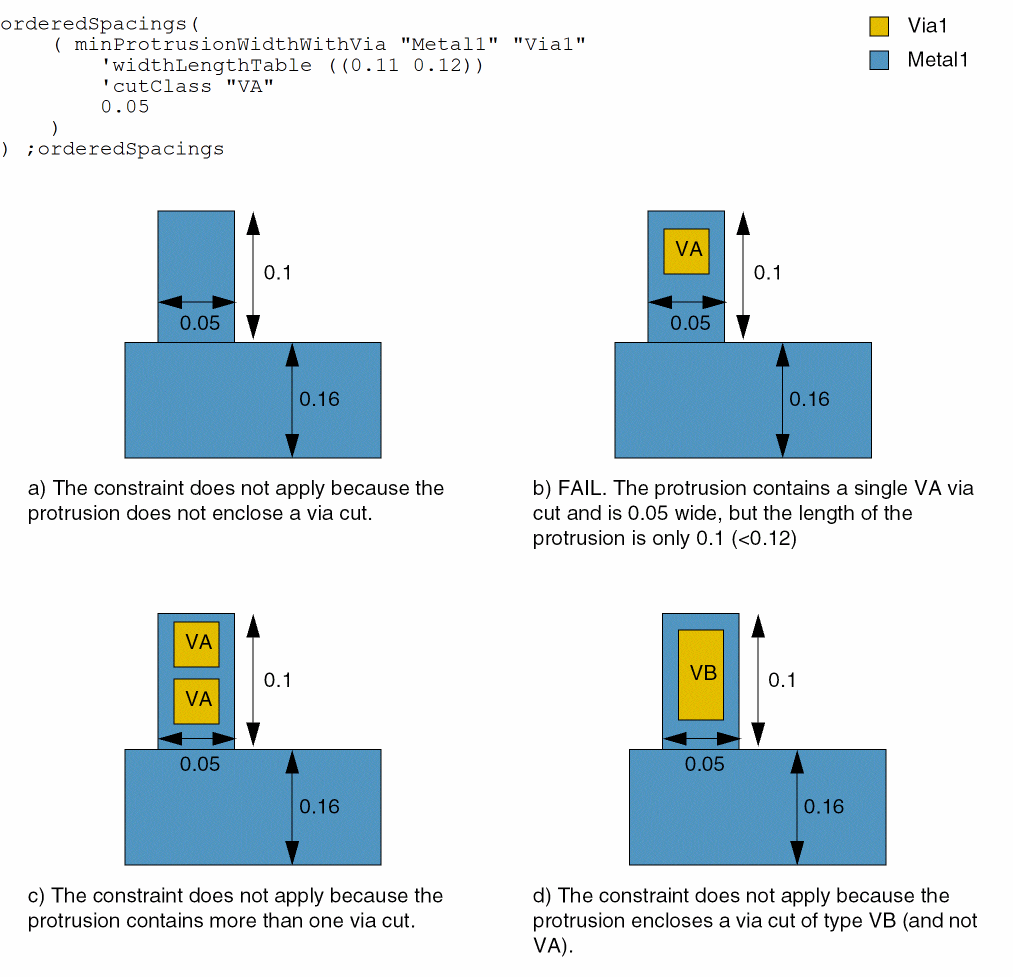 orderedSpacings(
( minProtrusionWidthWithVia "Metal1" "Via1"
'widthLengthTable ((0.11 0.12))
'cutClass "VA"
0.05
)
) ;orderedSpacings
Via1
Metal1
0.1
0.05
0.16
a) The constraint does not apply because the
protrusion does not enclose a via cut.
VA
0.1
0.05
0.16
b) FAIL. The protrusion contains a single VA via
cut and is 0.05 wide, but the length of the
protrusion is only 0.1 (<0.12)
VA
VA
0.1
0.05
0.16
c) The constraint does not apply because the
protrusion contains more than one via cut.
VB
0.1
0.05
0.16
d) The constraint does not apply because the
protrusion encloses a via cut of type VB (and not
VA).